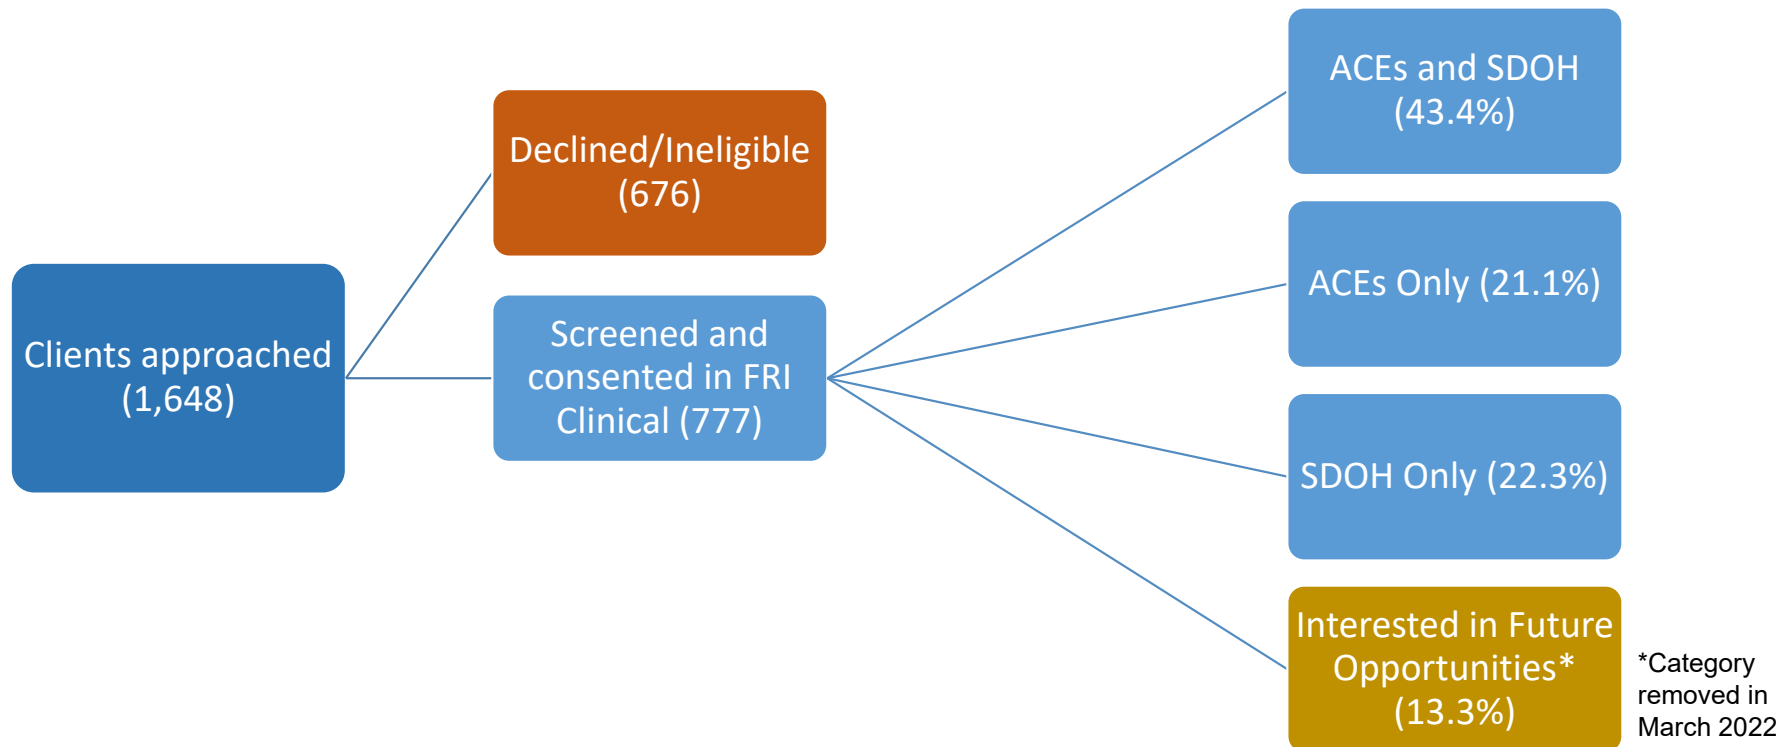 Clients approached
(1,648)
Declined/Ineligible
(676)
Screened and
consented in FRI
Clinical (777)
ACEs and SDOH
(43.4%)
ACEs Only (21.1%)
SDOH Only (22.3%)
Interested in Future
Opportunities*
(13.3%)
*Category
removed in
March 2022